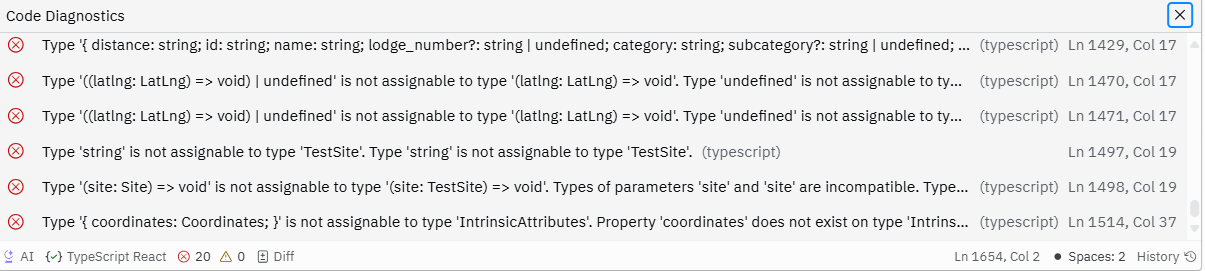 Code Diagnostics
Type '{ distance: string; id: string; name: string; lodge_number?: string | undefined; category: string; subcategory?: string | undefined; ... (typescript) Ln 1429, Col 17
Type '((latlng: LatLng) => void) | undefined' is not assignable to type '(latlng: LatLng) => void'. Type 'undefined' is not assignable to ty... (typescript) Ln 1470, Col 17
Type '((latlng: LatLng) => void) | undefined' is not assignable to type '(latlng: LatLng) => void'. Type 'undefined' is not assignable to ty... (typescript) Ln 1471, Col 17
Type 'string' is not assignable to type 'TestSite'. Type 'string' is not assignable to type 'TestSite'. (typescript) Ln 1497, Col 19
Type '(site: Site) => void' is not assignable to type '(site: TestSite) => void'. Types of parameters 'site' and 'site' are incompatible. Type... (typescript) Ln 1498, Col 19
Type '{ coordinates: Coordinates; }' is not assignable to type 'IntrinsicAttributes'. Property 'coordinates' does not exist on type 'Intrins... (typescript) Ln 1514, Col 37
AI {✓} TypeScript React 20 0 Diff Ln 1654, Col 2 Spaces: 2 History